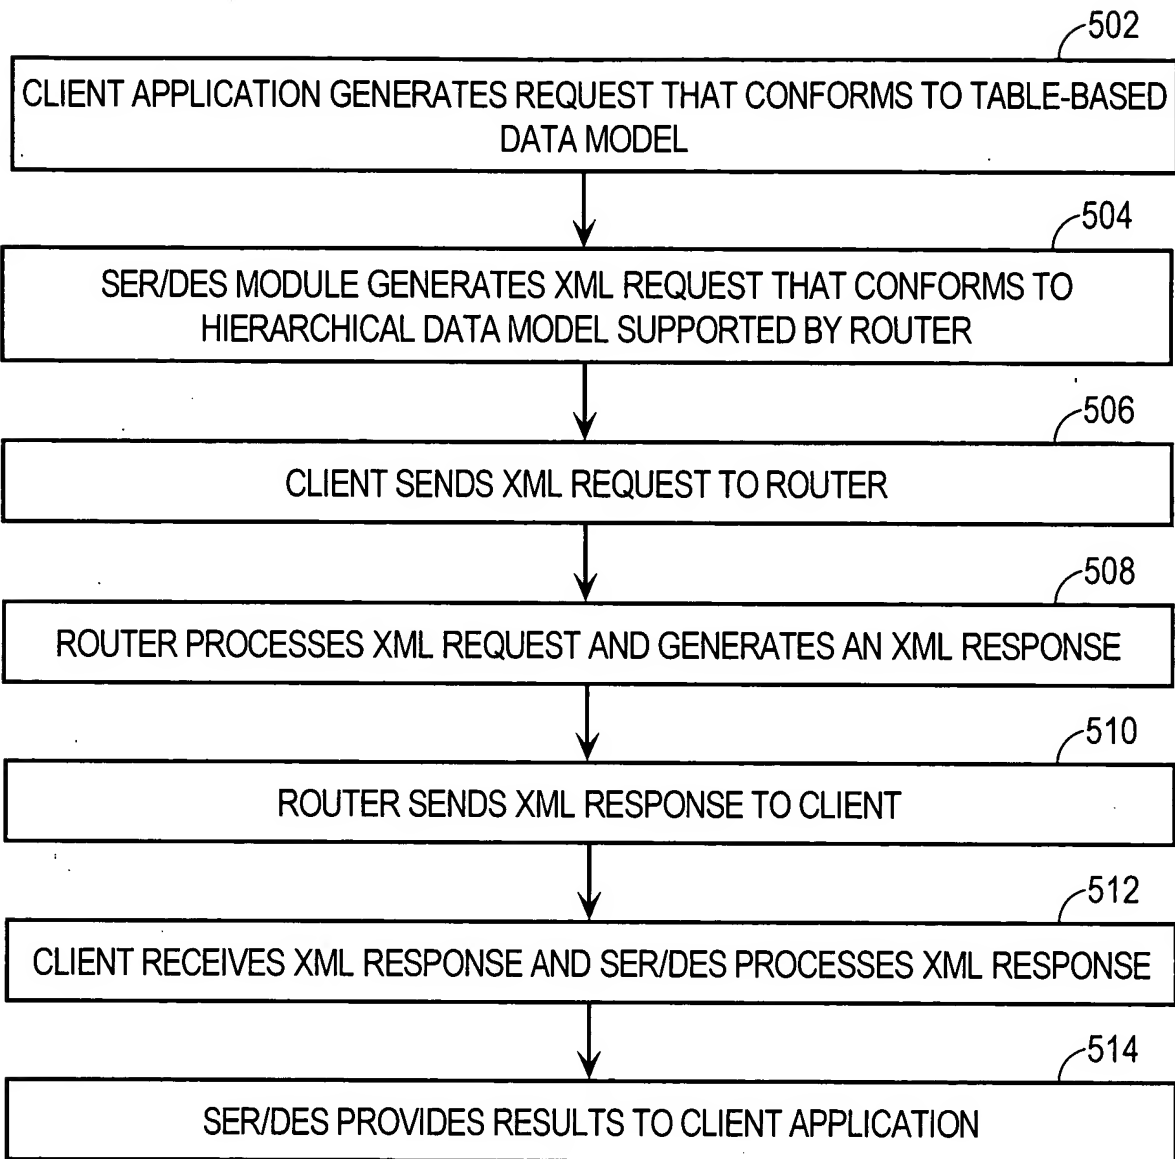 502
CLIENT APPLICATION GENERATES REQUEST THAT CONFORMS TO TABLE-BASED
DATA MODEL
504
SER/DES MODULE GENERATES XML REQUEST THAT CONFORMS TO
HIERARCHICAL DATA MODEL SUPPORTED BY ROUTER
506
CLIENT SENDS XML REQUEST TO ROUTER
508
ROUTER PROCESSES XML REQUEST AND GENERATES AN XML RESPONSE
510
ROUTER SENDS XML RESPONSE TO CLIENT
512
CLIENT RECEIVES XML RESPONSE AND SER/DES PROCESSES XML RESPONSE
514
SER/DES PROVIDES RESULTS TO CLIENT APPLICATION